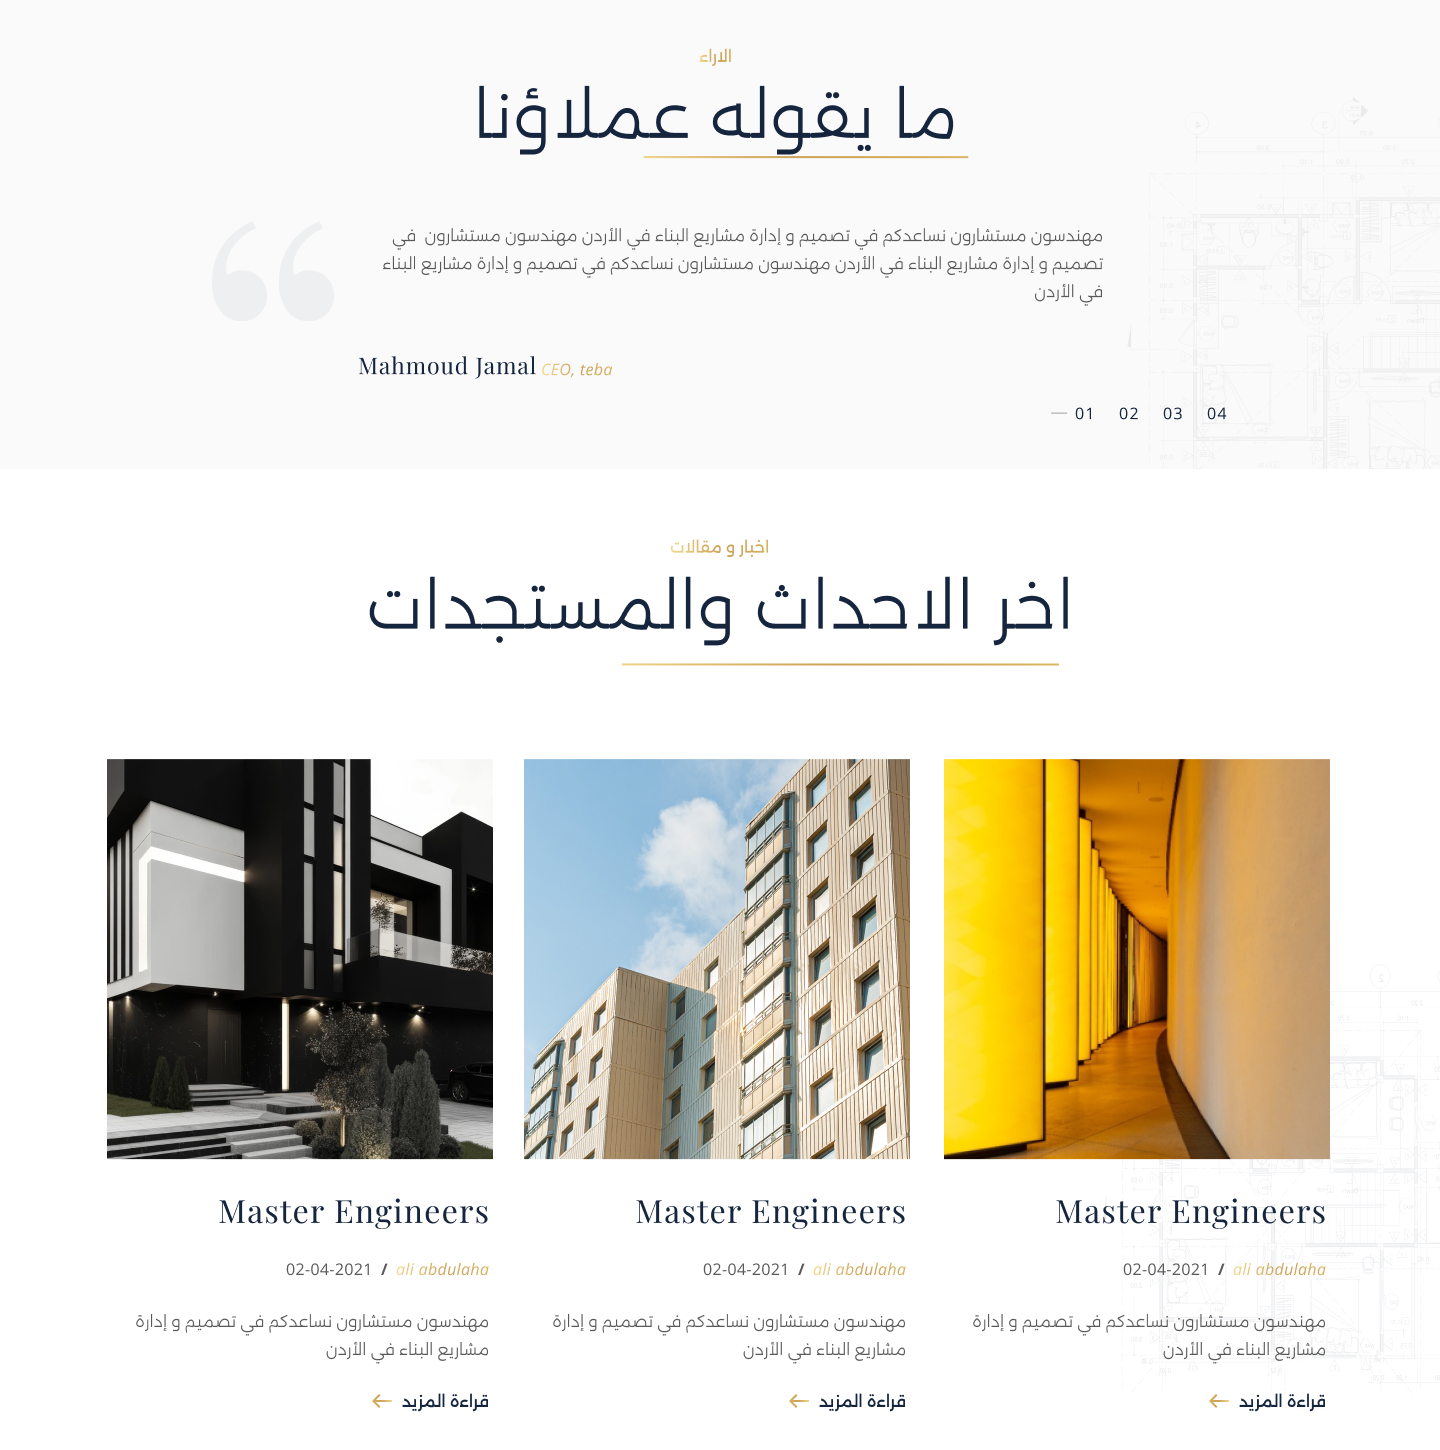 الاراء
ما يقوله عملاؤنا
مهندسون مستشارون نساعدكم في تصميم و إدارة مشاريع البناء في الأردن مهندسون مستشارون في
تصميم و إدارة مشاريع البناء في الأردن مهندسون مستشارون نساعدكم في تصميم و إدارة مشاريع البناء
في الأردن
Mahmoud Jamal CEO, teba
01 02 03 04
اخبار و مقالات
اخر الاحداث والمستجدات
Master Engineers
02-04-2021 / ali abdulaha
مهندسون مستشارون نساعدكم في تصميم و إدارة
مشاريع البناء في الأردن
قراءة المزيد
Master Engineers
02-04-2021 / ali abdulaha
مهندسون مستشارون نساعدكم في تصميم و إدارة
مشاريع البناء في الأردن
قراءة المزيد
Master Engineers
02-04-2021 / ali abdulaha
مهندسون مستشارون نساعدكم في تصميم و إدارة
مشاريع البناء في الأردن
قراءة المزيد